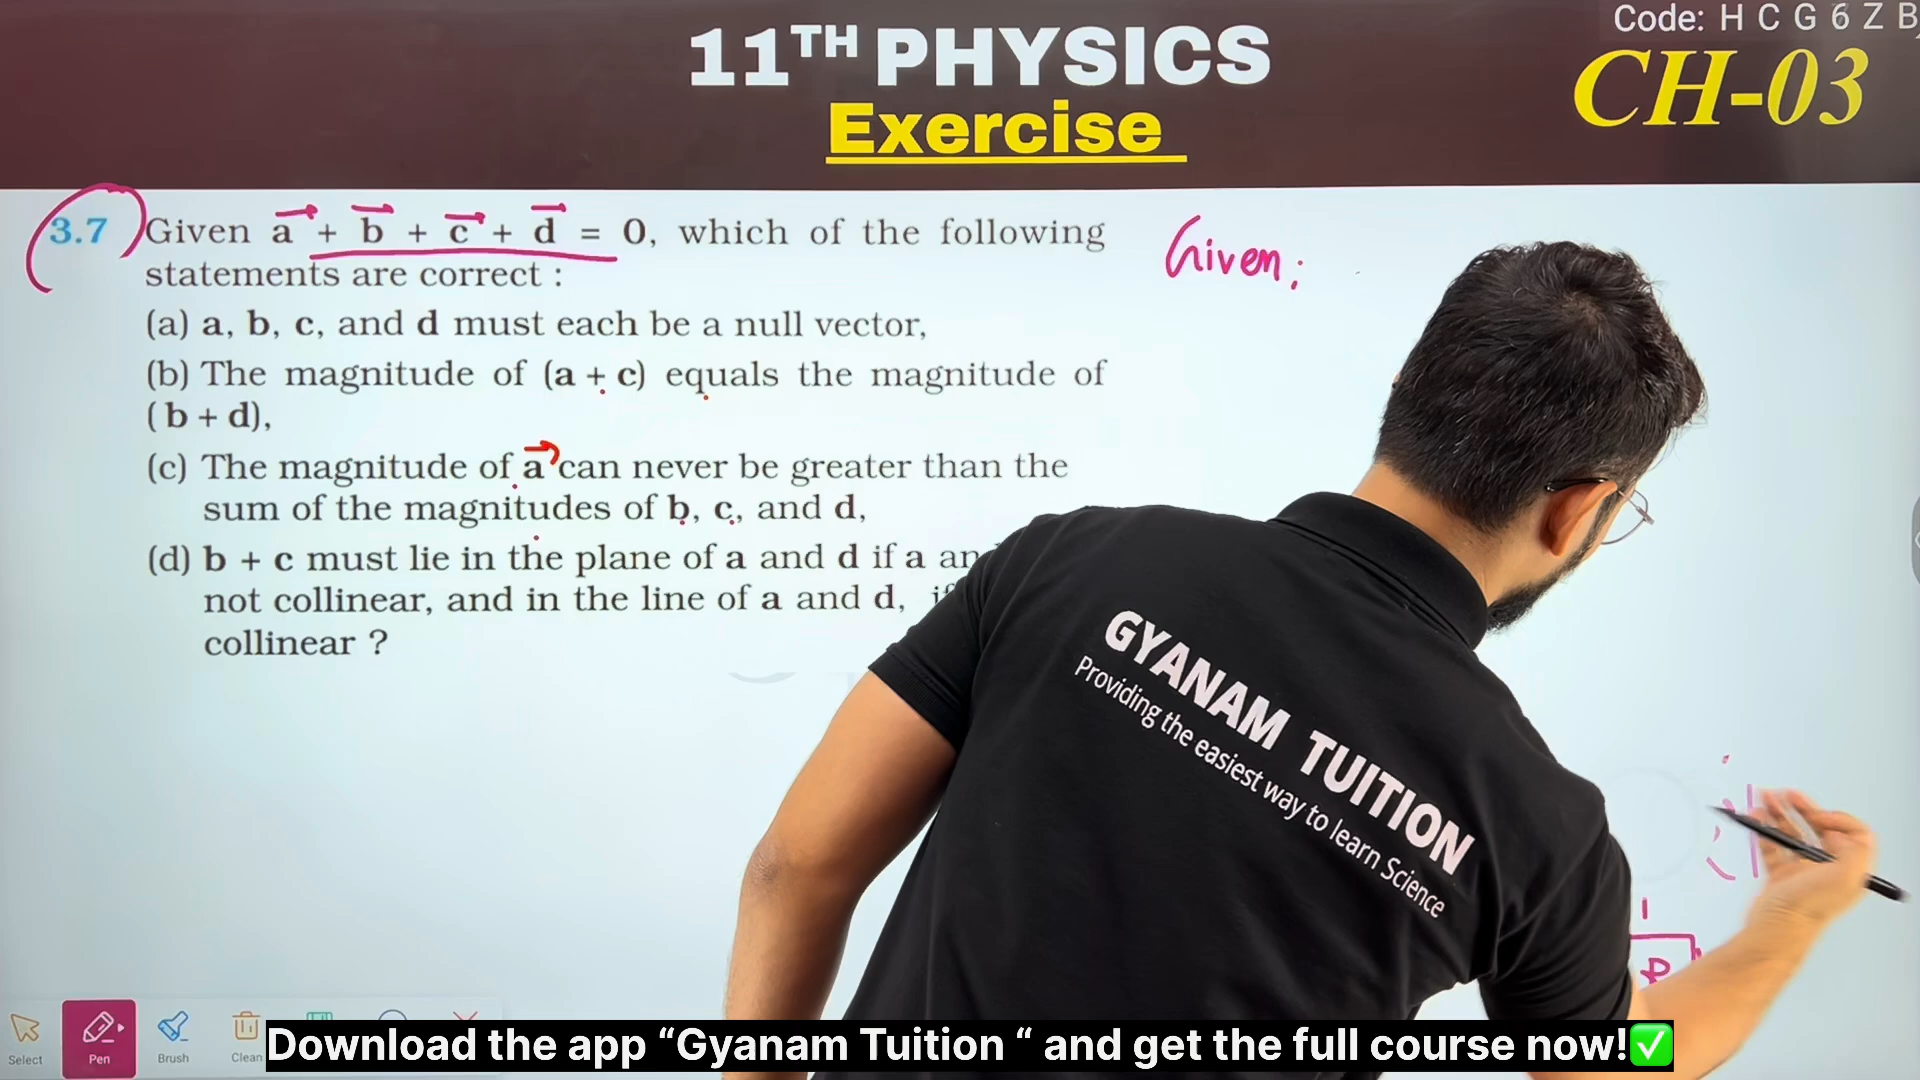 Code: H C G 6 Z B
11TH PHYSICS
CH-03
Exercise
3.7 Given a + b + c + d = 0, which of the following
statements are correct :
(a) a, b, c, and d must each be a null vector,
(b) The magnitude of (a + c) equals the magnitude of
( b + d),
(c) The magnitude of a can never be greater than the
sum of the magnitudes of b, c, and d,
(d) b + c must lie in the plane of a and d if a
not collinear, and in the line of a and d,
collinear ?
Given:
GYANAM TUITION
Providing the easiest way to learn Science
Select
Pen
Brush
Clean
Download the app “Gyanam Tuition “ and get the full course now!✅